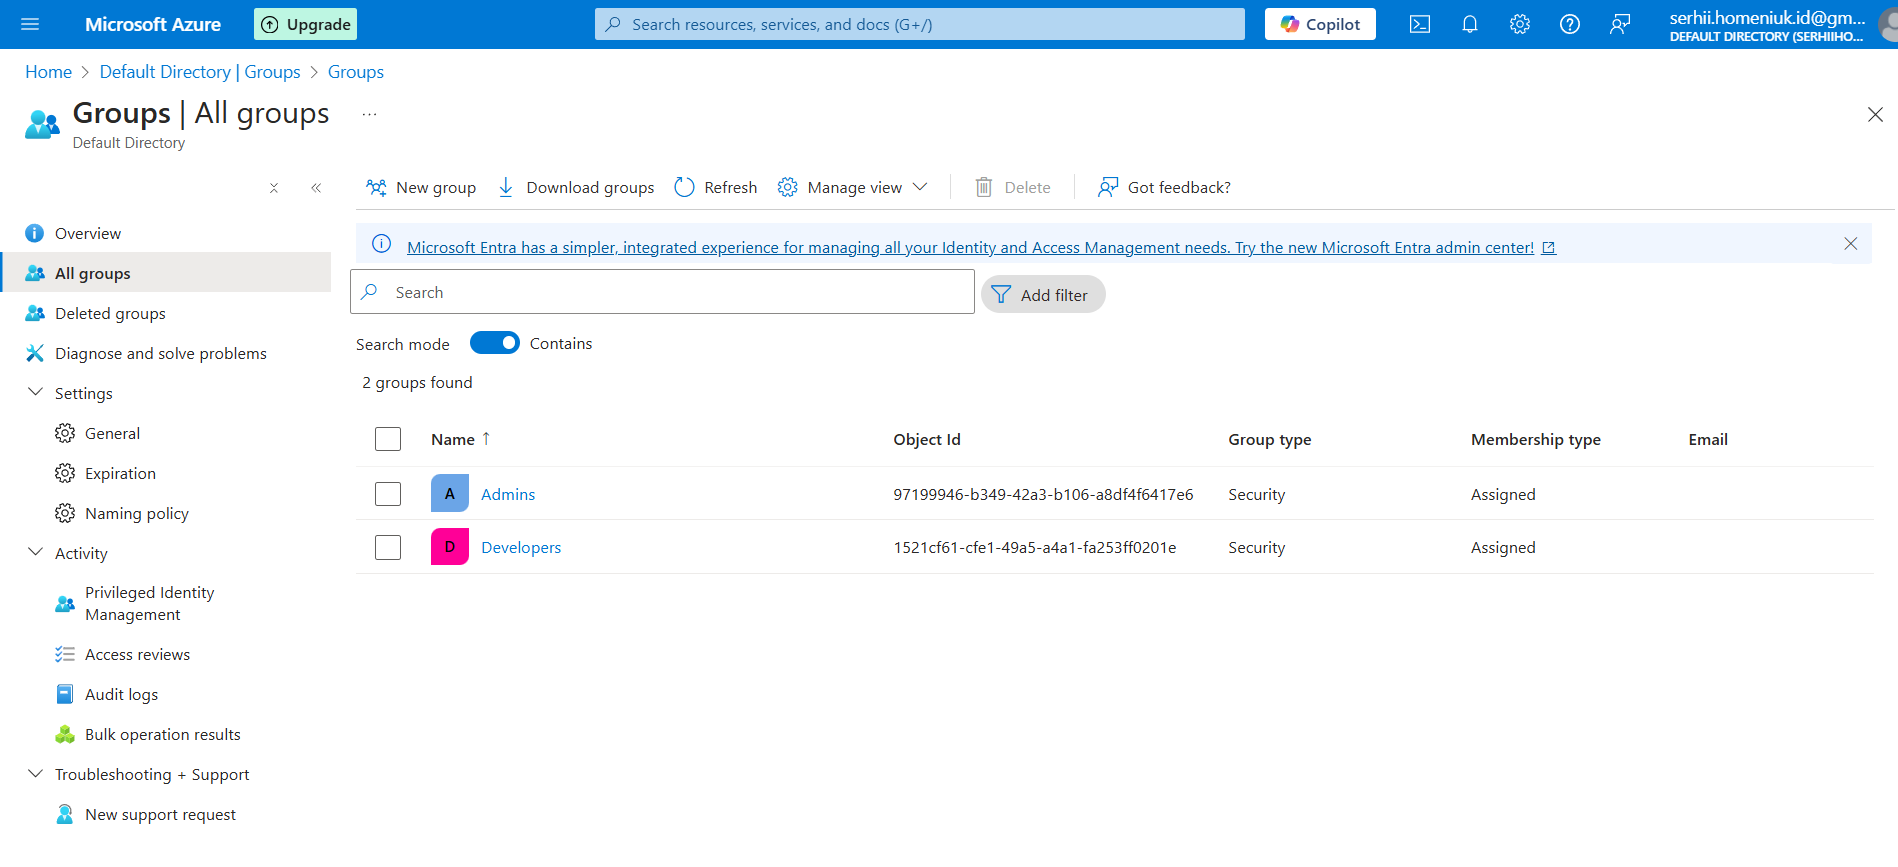 Microsoft Azure
Upgrade
Search resources, services, and docs (G+/)
Copilot
serhii.homeniuk.id@gm...
DEFAULT DIRECTORY (SERHIIHO...
Home > Default Directory | Groups > Groups
Groups | All groups ...
Default Directory
New group Download groups Refresh Manage view Delete Got feedback?
Overview
All groups
Deleted groups
Diagnose and solve problems
Settings
General
Expiration
Naming policy
Activity
Privileged Identity
Management
Access reviews
Audit logs
Bulk operation results
Troubleshooting + Support
New support request
Microsoft Entra has a simpler, integrated experience for managing all your Identity and Access Management needs. Try the new Microsoft Entra admin center!
Search
Add filter
Search mode Contains
2 groups found
Name ↑ Object Id Group type Membership type Email
A Admins 97199946-b349-42a3-b106-a8df4f6417e6 Security Assigned
D Developers 1521cf61-cfe1-49a5-a4a1-fa253ff0201e Security Assigned